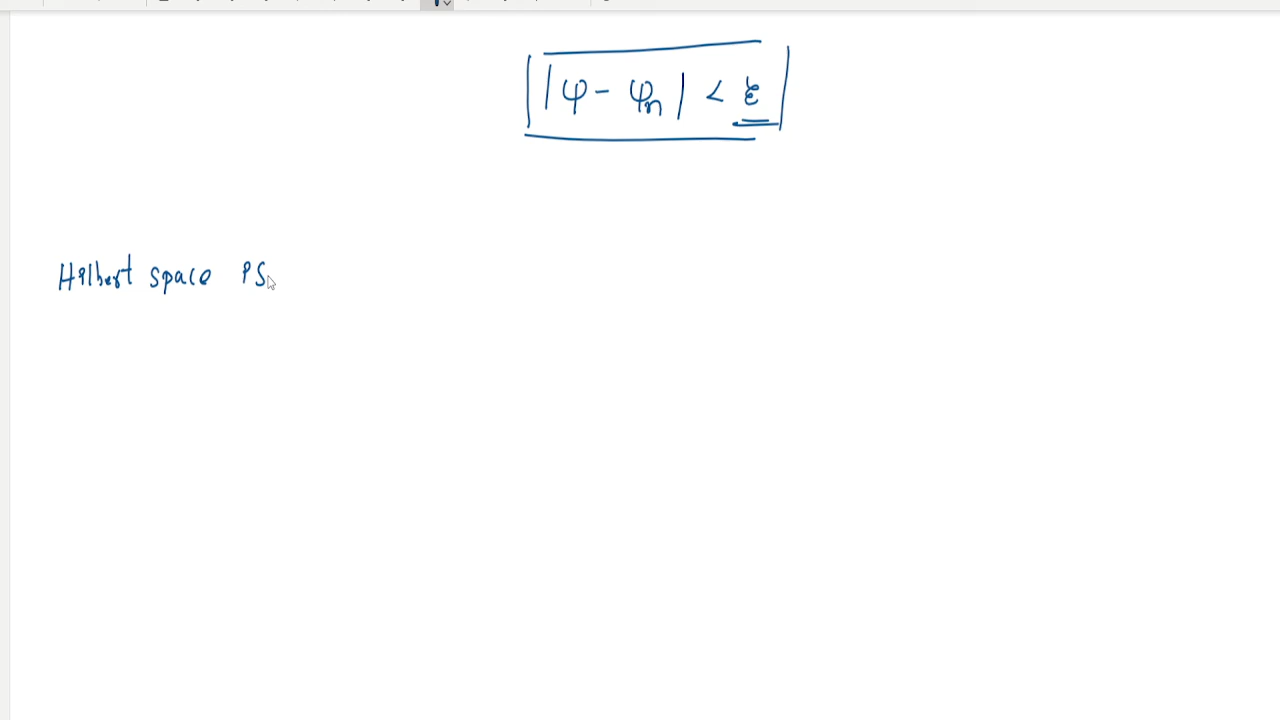 |φ - φn| < ε
Hilbert space is